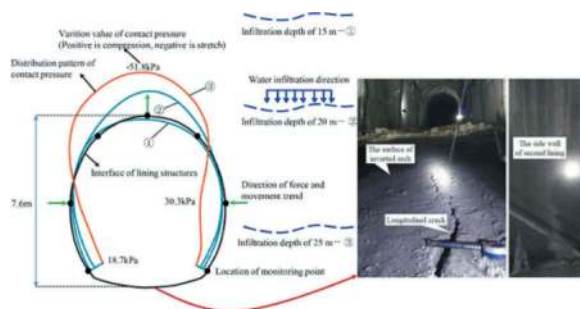 Varition value of contact pressure
(Positive is compression, negative is stretch)
-51.8kPa
Distribution pattern of
contact pressure
③
②
①
Interface of lining structures
7.6m
30.3kPa
18.7kPa
Direction of force and
movement trend
Location of monitoring point
Infiltration depth of 15 m—①
Water infiltration direction
Infiltration depth of 20 m—②
Infiltration depth of 25 m—③
The surface of
inverted arch
Longitudinal crack
The side wall
of second lining